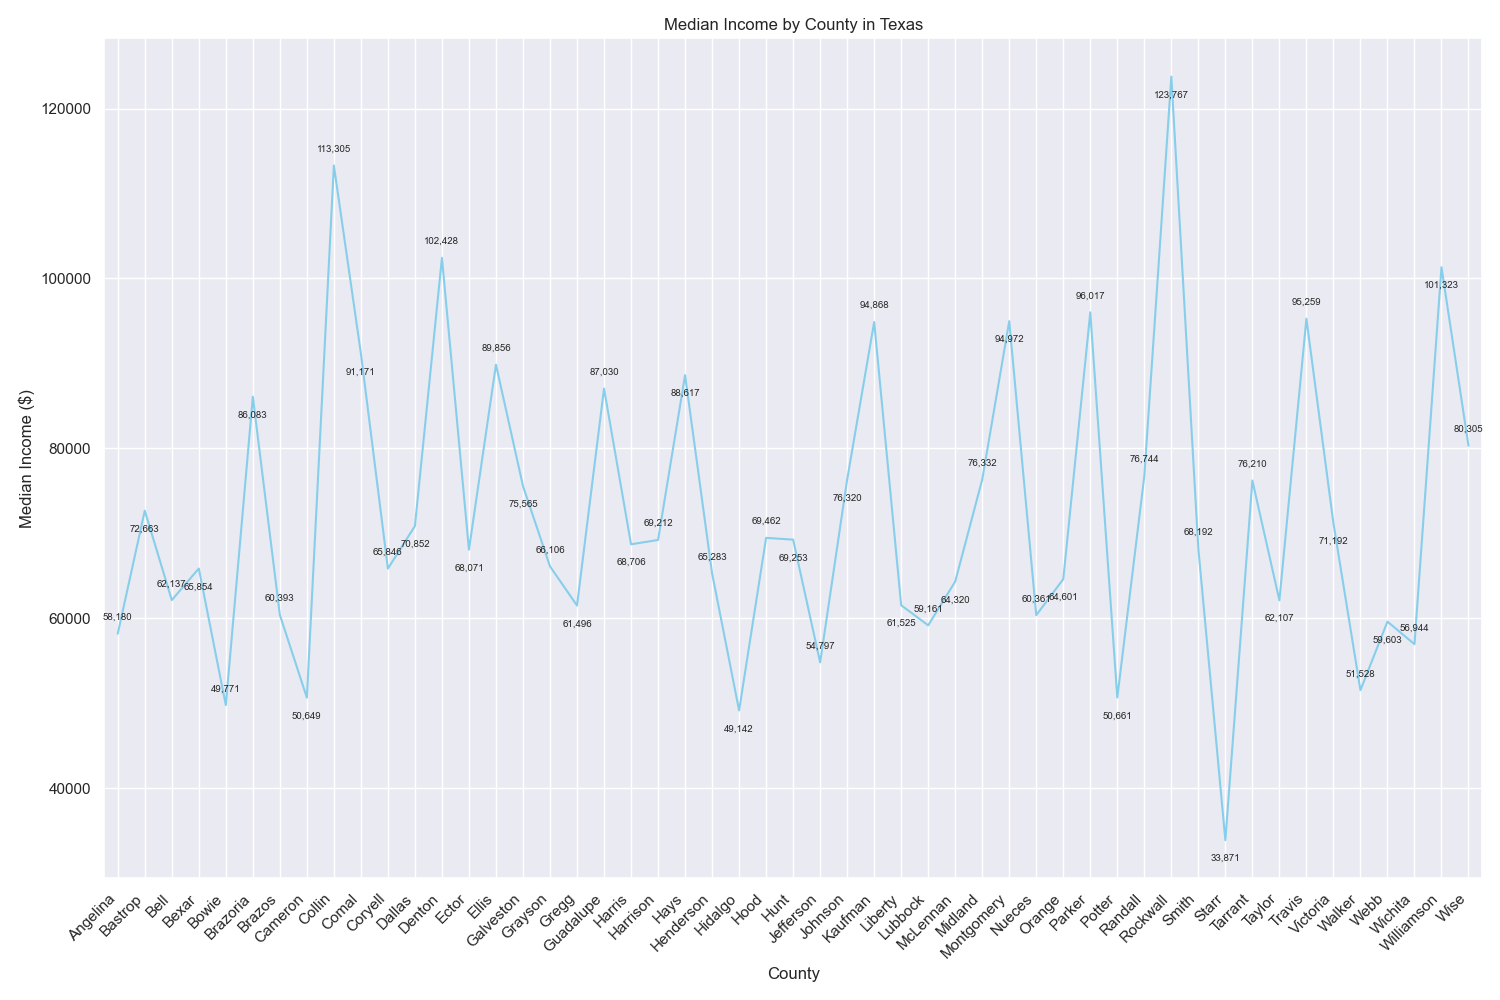 Median Income by County in Texas
Median Income ($)
120000
100000
80000
60000
40000
58,180
72,663
62,137
65,854
49,771
86,083
60,393
50,649
113,305
91,171
65,846
70,852
102,428
68,071
89,856
75,565
66,106
61,496
87,030
68,706
69,212
88,617
65,283
49,142
69,462
69,253
54,797
76,320
94,868
61,525
59,161
64,320
76,332
94,972
60,361
64,601
96,017
50,661
76,744
123,767
68,192
33,871
76,210
62,107
95,259
71,192
51,528
59,603
56,944
101,323
80,305
Angelina
Bastrop
Bell
Bexar
Bowie
Brazoria
Brazos
Cameron
Collin
Comal
Coryell
Dallas
Denton
Ector
Ellis
Galveston
Grayson
Gregg
Guadalupe
Harris
Harrison
Hays
Henderson
Hidalgo
Hood
Hunt
Jefferson
Johnson
Kaufman
Liberty
Lubbock
McLennan
Midland
Montgomery
Nueces
Orange
Parker
Potter
Randall
Rockwall
Smith
Starr
Tarrant
Taylor
Travis
Victoria
Walker
Webb
Wichita
Williamson
Wise
County